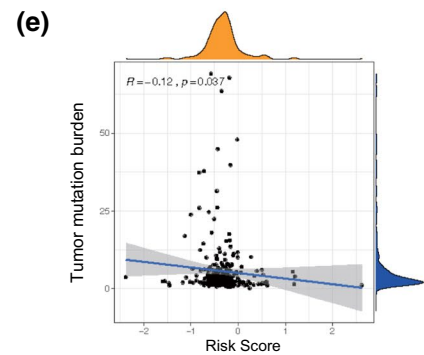 (e)
R=-0.12, p=0.037
50
25
0
Tumor mutation burden
-2 -1 0 1 2
Risk Score